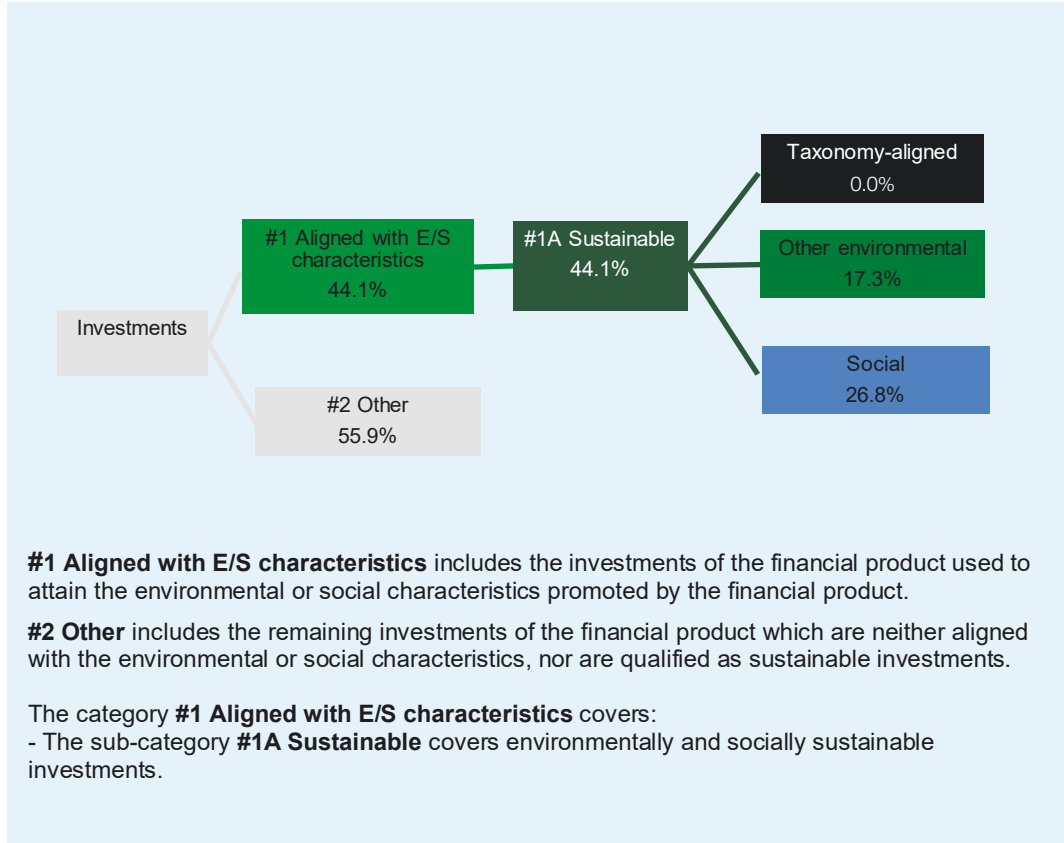 Taxonomy-aligned
0.0%
#1 Aligned with E/S
characteristics
44.1%
#1A Sustainable
44.1%
Other environmental
17.3%
Investments
Social
26.8%
#2 Other
55.9%
#1 Aligned with E/S characteristics includes the investments of the financial product used to
attain the environmental or social characteristics promoted by the financial product.
#2 Other includes the remaining investments of the financial product which are neither aligned
with the environmental or social characteristics, nor are qualified as sustainable investments.
The category #1 Aligned with E/S characteristics covers:
- The sub-category #1A Sustainable covers environmentally and socially sustainable
investments.